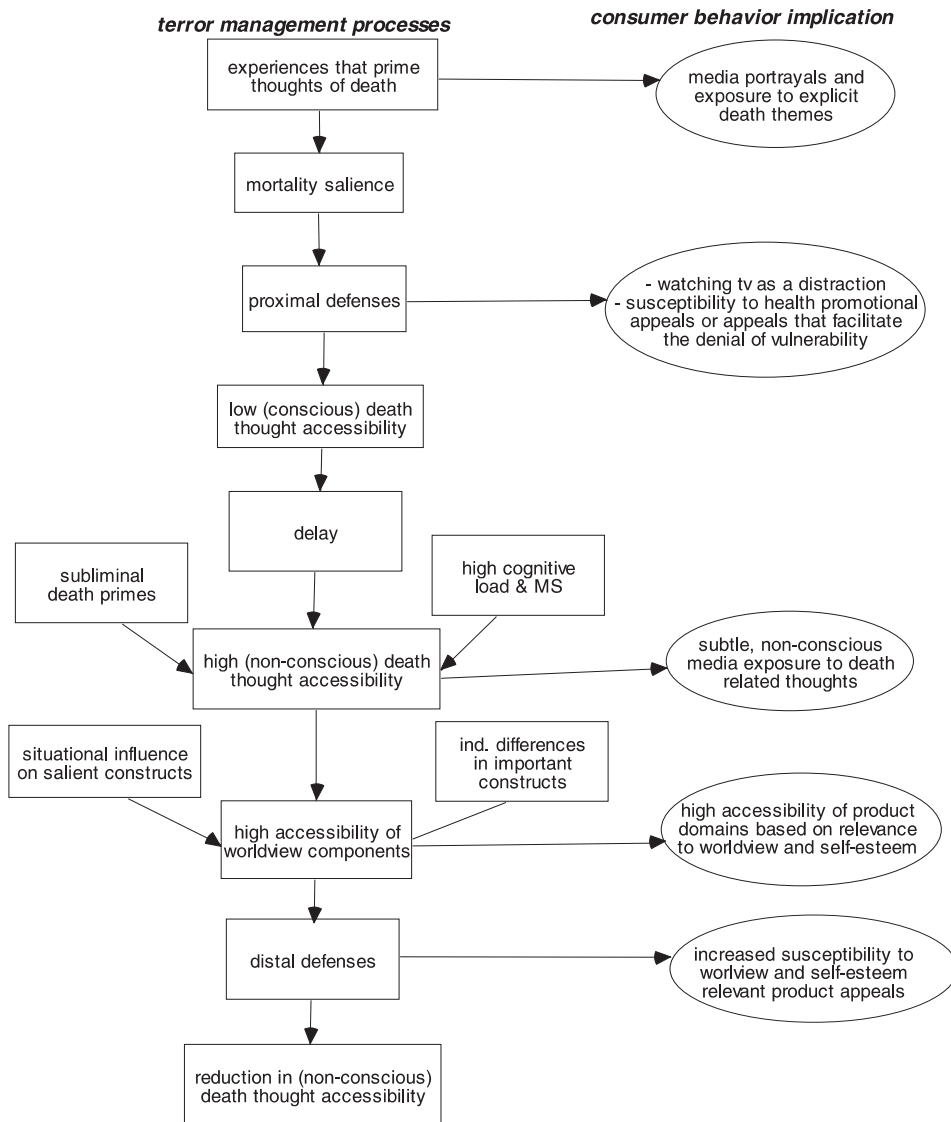 terror management processes
consumer behavior implication
experiences that prime
thoughts of death
media portrayals and
exposure to explicit
death themes
mortality salience
proximal defenses
- watching tv as a distraction
- susceptibility to health promotional
appeals or appeals that facilitate
the denial of vulnerability
low (conscious) death
thought accessibility
delay
subliminal
death primes
high cognitive
load & MS
high (non-conscious) death
thought accessibility
subtle, non-conscious
media exposure to death
related thoughts
situational influence
on salient constructs
ind. differences
in important
constructs
high accessibility of
worldview components
high accessibility of product
domains based on relevance
to worldview and self-esteem
distal defenses
increased susceptibility to
worlview and self-esteem
relevant product appeals
reduction in (non-conscious)
death thought accessibility